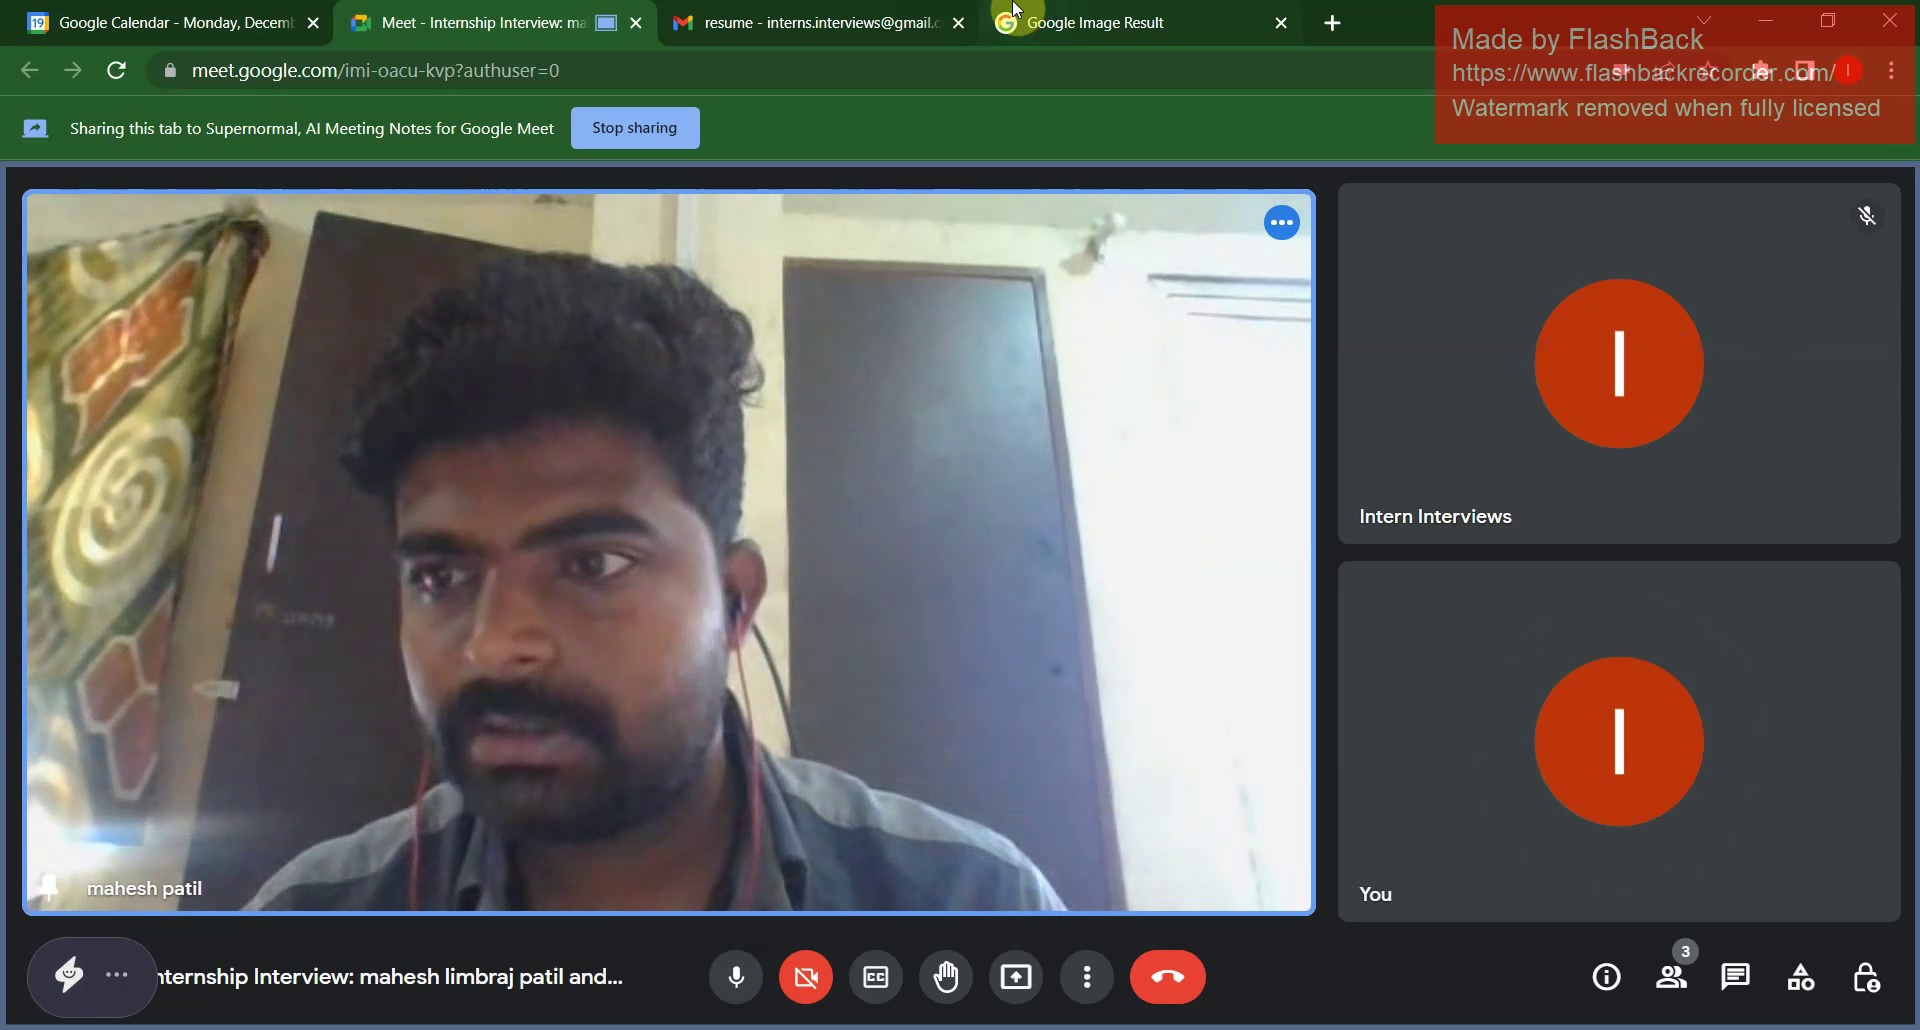 Google Calendar - Monday, Decem
Meet - Internship Interview: ma
resume - interns.interviews@gmail.c
Google Image Result
Made by FlashBack
https://www.flashbackrecorder.com/
Watermark removed when fully licensed
meet.google.com/imi-oacu-kvp?authuser=0
Sharing this tab to Supernormal, AI Meeting Notes for Google Meet
Stop sharing
Intern Interviews
mahesh patil
You
nternship Interview: mahesh limbraj patil and...
3